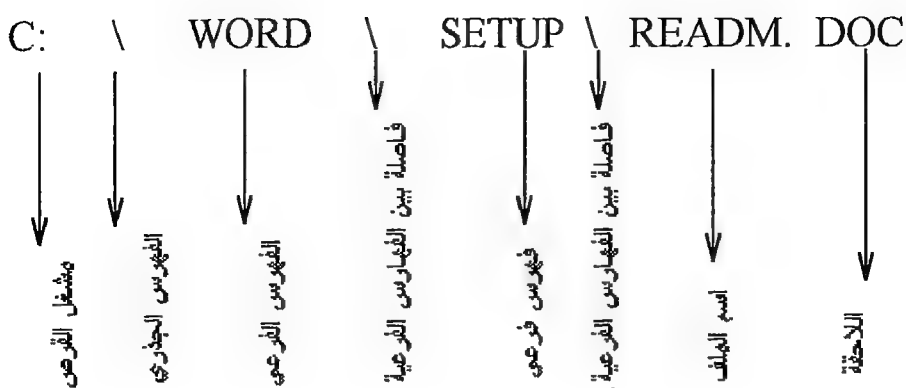 C: \ WORD \ SETUP \ READM. DOC
مشغل القرص
الفهرس الجذري
الفهرس الفرعي
فاصلة بين الفهارس الفرعية
فهرس فرعي
فاصلة بين الفهارس الفرعية
اسم الملف
اللاحقة